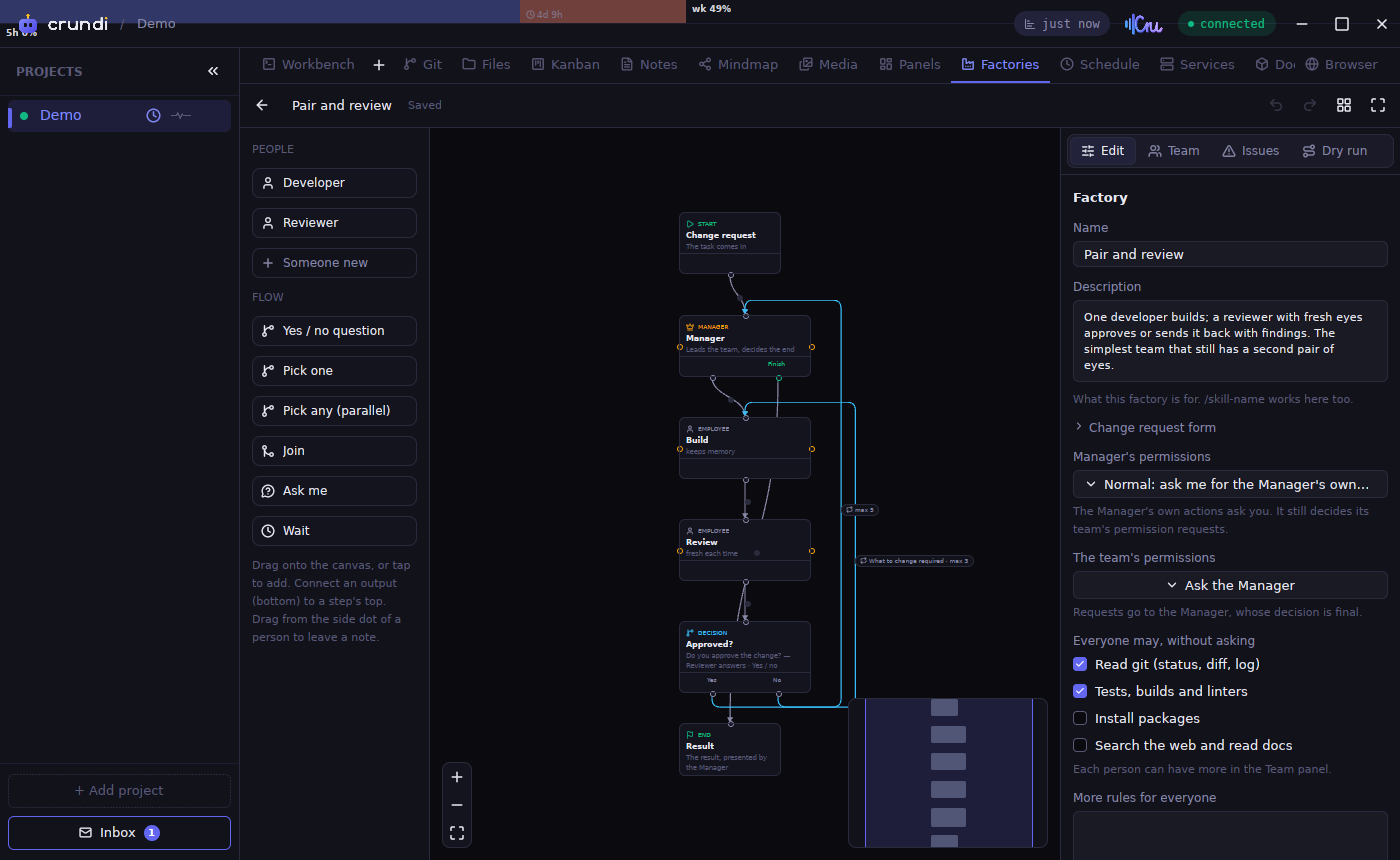 5h 6%
4d 9h
wk 49%
crundi / Demo
just now
Cru
connected
PROJECTS
Demo
+ Add project
Inbox 1
Workbench
Git
Files
Kanban
Notes
Mindmap
Media
Panels
Factories
Schedule
Services
Browser
Pair and review
Saved
PEOPLE
Developer
Reviewer
Someone new
FLOW
Yes / no question
Pick one
Pick any (parallel)
Join
Ask me
Wait
Drag onto the canvas, or tap
to add. Connect an output
(bottom) to a step's top.
Drag from the side dot of a
person to leave a note.
START
Change request
The task comes in
MANAGER
Manager
Leads the team, decides the end
Finish
EMPLOYEE
Build
keeps memory
EMPLOYEE
Review
fresh each time
max 5
What to change required · max 3
DECISION
Approved?
Do you approve the change? —
Reviewer answers · Yes / no
Yes
No
END
Result
The result, presented by
the Manager
Edit
Team
Issues
Dry run
Factory
Name
Pair and review
Description
One developer builds; a reviewer with fresh eyes
approves or sends it back with findings. The
simplest team that still has a second pair of
eyes.
What this factory is for. /skill-name works here too.
Change request form
Manager's permissions
Normal: ask me for the Manager's own...
The Manager's own actions ask you. It still decides its
team's permission requests.
The team's permissions
Ask the Manager
Requests go to the Manager, whose decision is final.
Everyone may, without asking
Read git (status, diff, log)
Tests, builds and linters
Install packages
Search the web and read docs
Each person can have more in the Team panel.
More rules for everyone